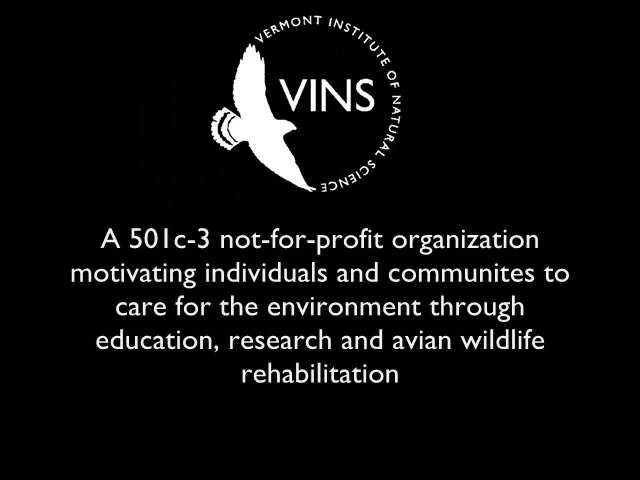 VERMONT INSTITUTE OF NATURAL SCIENCE
VINS
A 501c-3 not-for-profit organization
motivating individuals and communites to
care for the environment through
education, research and avian wildlife
rehabilitation